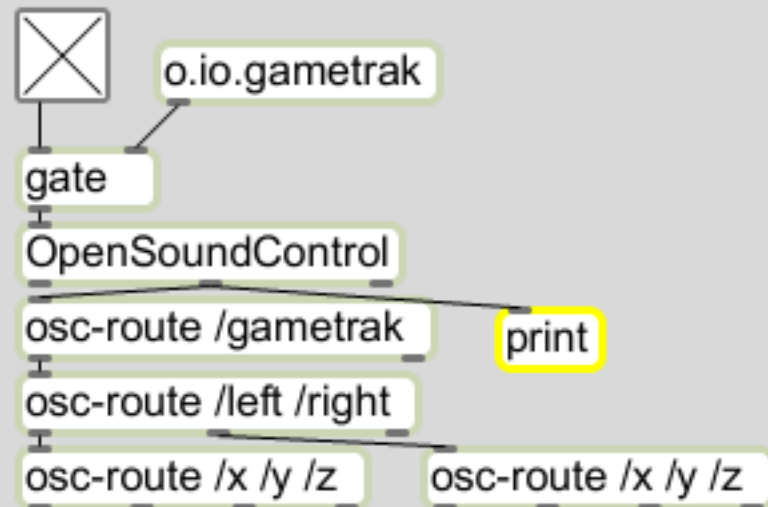 o.io.gametrak
gate
OpenSoundControl
osc-route /gametrak
print
osc-route /left /right
osc-route /x /y /z
osc-route /x /y /z